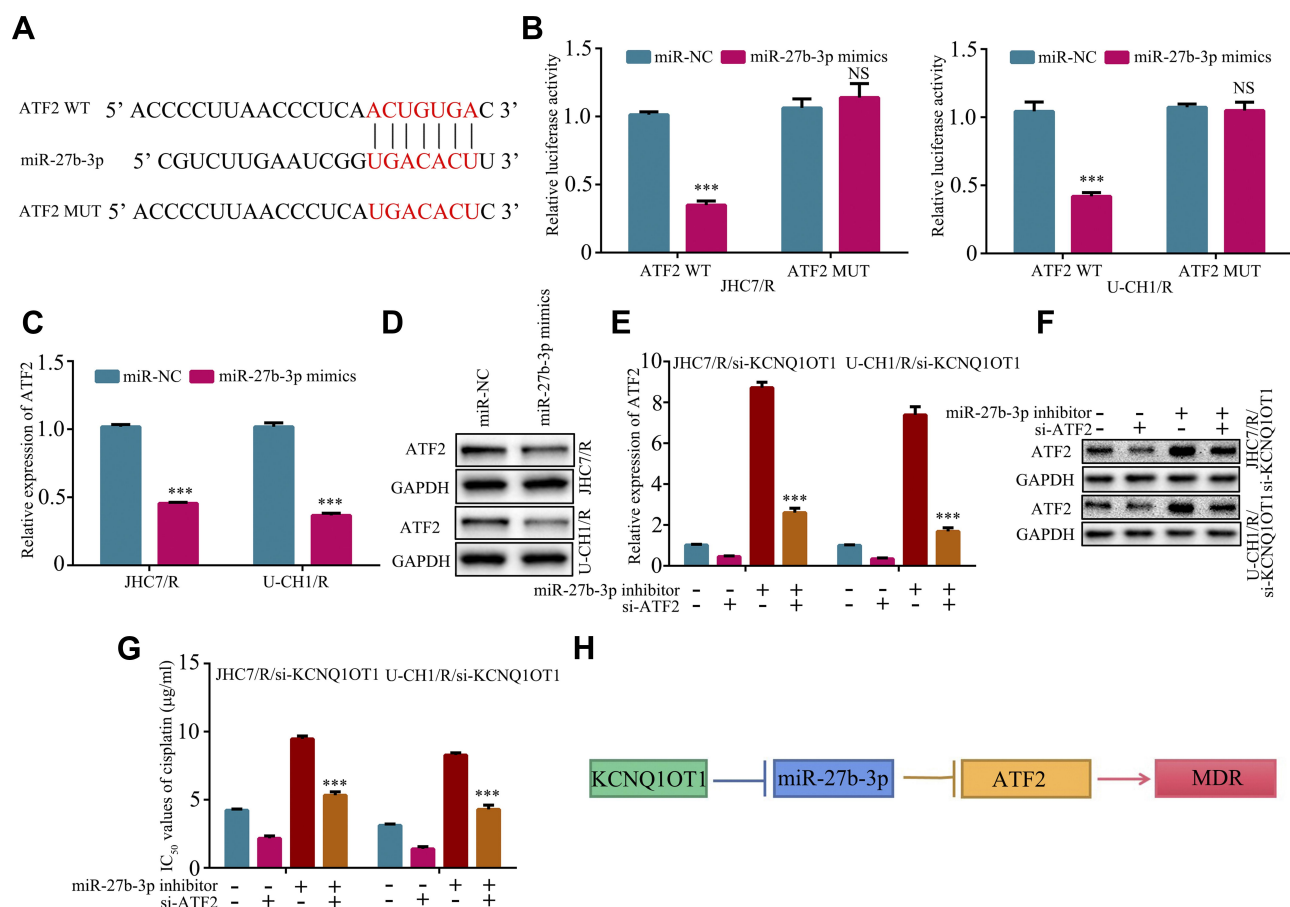 A
ATF2 WT 5’ ACCCCUUAACCCUCAACUGUGAC 3’
miR-27b-3p 5’ CGUCUUGAAUCGGUGACACUU 3’
ATF2 MUT 5’ ACCCCUUAACCCUCAUGACACUC 3’
B
Relative luciferase activity
1.5
1.0
0.5
0
miR-NC miR-27b-3p mimics
NS
***
ATF2 WT ATF2 MUT
JHC7/R
Relative luciferase activity
1.5
1.0
0.5
0
miR-NC miR-27b-3p mimics
NS
***
ATF2 WT ATF2 MUT
U-CH1/R
C
Relative expression of ATF2
1.5
1.0
0.5
0
miR-NC miR-27b-3p mimics
***
***
JHC7/R U-CH1/R
D
miR-NC
miR-27b-3p mimics
ATF2
GAPDH
JHC7/R
ATF2
GAPDH
U-CH1/R
E
Relative expression of ATF2
10
8
6
4
2
0
JHC7/R/si-KCNQ1OT1 U-CH1/R/si-KCNQ1OT1
***
***
miR-27b-3p inhibitor - - + + - - + +
si-ATF2 - + - + - + - +
F
miR-27b-3p inhibitor - - + +
si-ATF2 - + - +
ATF2
GAPDH
JHC7/R/
si-KCNQ1OT1
ATF2
GAPDH
U-CH1/R/
si-KCNQ1OT1
G
IC50 values of cisplatin (μg/ml)
15
10
5
0
JHC7/R/si-KCNQ1OT1 U-CH1/R/si-KCNQ1OT1
***
***
miR-27b-3p inhibitor - - + + - - + +
si-ATF2 - + - + - + - +
H
KCNQ1OT1 miR-27b-3p ATF2 MDR